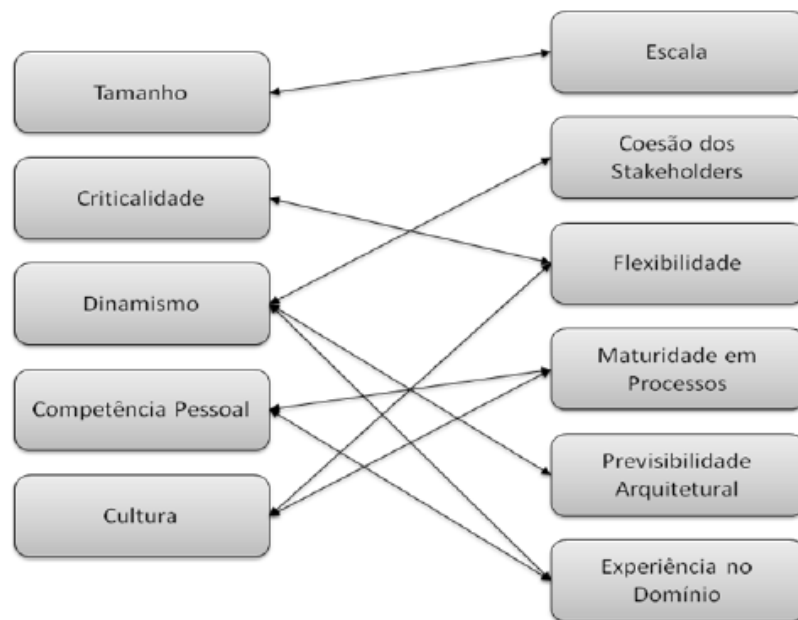 Tamanho
Criticalidade
Dinamismo
Competência Pessoal
Cultura
Escala
Coesão dos
Stakeholders
Flexibilidade
Maturidade em
Processos
Previsibilidade
Arquitetural
Experiência no
Domínio